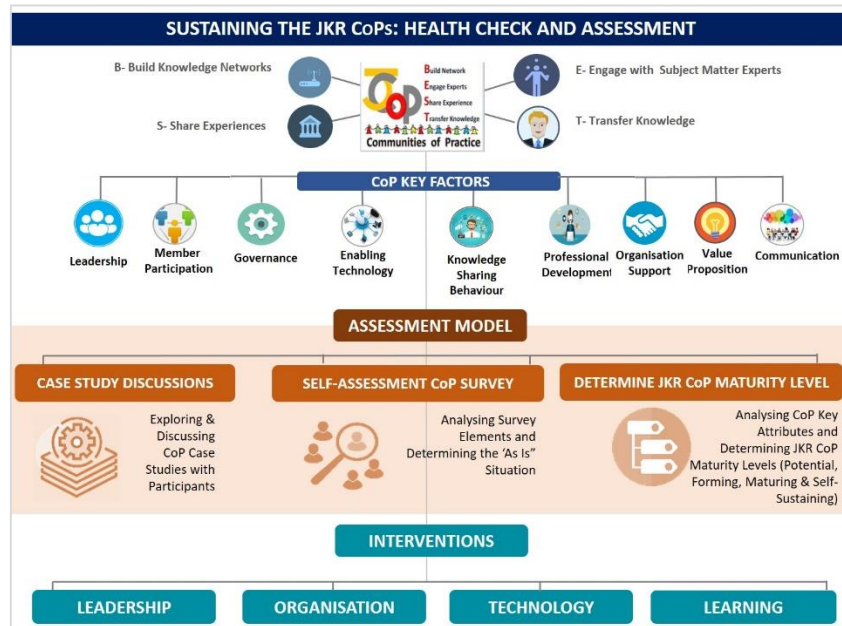 SUSTAINING THE JKR CoPs: HEALTH CHECK AND ASSESSMENT
B- Build Knowledge Networks
E- Engage with Subject Matter Experts
S- Share Experiences
T- Transfer Knowledge
CoP
Build Network
Engage Experts
Share Experience
Transfer Knowledge
Communities of Practice
CoP KEY FACTORS
Leadership
Member
Participation
Governance
Enabling
Technology
Knowledge
Sharing
Behaviour
Professional
Development
Organisation
Support
Value
Proposition
Communication
ASSESSMENT MODEL
CASE STUDY DISCUSSIONS
Exploring &
Discussing
CoP Case
Studies with
Participants
SELF-ASSESSMENT CoP SURVEY
Analysing Survey
Elements and
Determining the ‘As Is”
Situation
DETERMINE JKR CoP MATURITY LEVEL
Analysing CoP Key
Attributes and
Determining JKR CoP
Maturity Levels (Potential,
Forming, Maturing & Self-
Sustaining)
INTERVENTIONS
LEADERSHIP
ORGANISATION
TECHNOLOGY
LEARNING